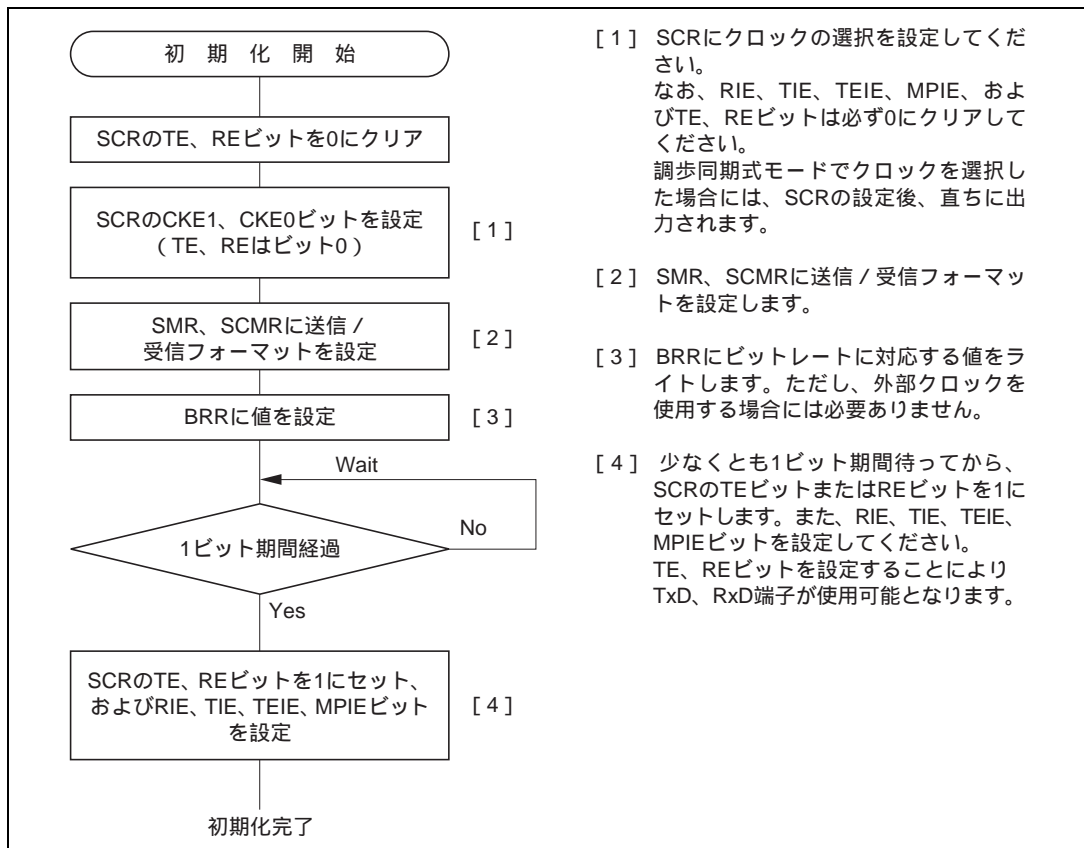 初 期 化 開 始
SCRのTE、REビットを0にクリア
SCRのCKE1、CKE0ビットを設定
（TE、REはビット0）
[1]
SMR、SCMRに送信／
受信フォーマットを設定
[2]
BRRに値を設定
[3]
Wait
1ビット期間経過
No
Yes
SCRのTE、REビットを1にセット、
およびRIE、TIE、TEIE、MPIEビット
を設定
[4]
初期化完了
[1] SCRにクロックの選択を設定してくだ
さい。
なお、RIE、TIE、TEIE、MPIE、およ
びTE、REビットは必ず0にクリアして
ください。
調歩同期式モードでクロックを選択し
た場合には、SCRの設定後、直ちに出
力されます。
[2] SMR、SCMRに送信／受信フォーマッ
トを設定します。
[3] BRRにビットレートに対応する値をラ
イトします。ただし、外部クロックを
使用する場合には必要ありません。
[4] 少なくとも1ビット期間待ってから、
SCRのTEビットまたはREビットを1に
セットします。また、RIE、TIE、TEIE、
MPIEビットを設定してください。
TE、REビットを設定することにより
TxD、RxD端子が使用可能となります。